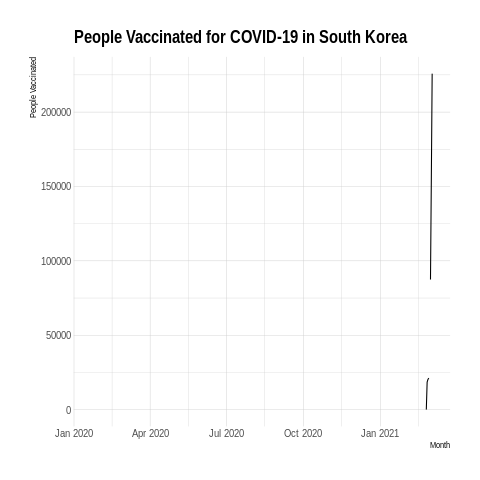 People Vaccinated for COVID-19 in South Korea
People Vaccinated
200000
150000
100000
50000
0
Jan 2020 Apr 2020 Jul 2020 Oct 2020 Jan 2021
Month